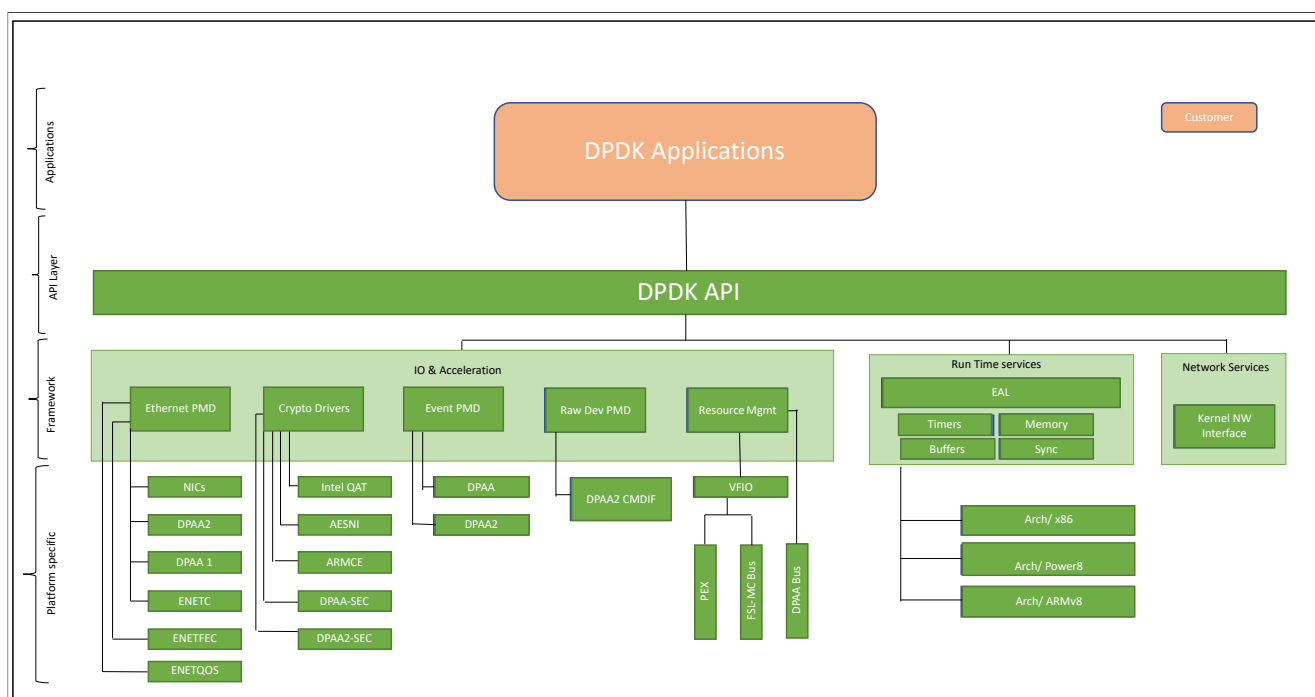 Applications
DPDK Applications
Customer
API Layer
DPDK API
Framework
IO & Acceleration
Ethernet PMD
Crypto Drivers
Event PMD
Raw Dev PMD
Resource Mgmt
Run Time services
EAL
Timers
Memory
Buffers
Sync
Network Services
Kernel NW
Interface
Platform specific
NICs
DPAA2
DPAA 1
ENETC
ENETFEC
ENETQOS
Intel QAT
AESNI
ARMCE
DPAA-SEC
DPAA2-SEC
DPAA
DPAA2
DPAA2 CMDIF
VFIO
PEX
FSL-MC Bus
DPAA Bus
Arch/ x86
Arch/ Power8
Arch/ ARMv8